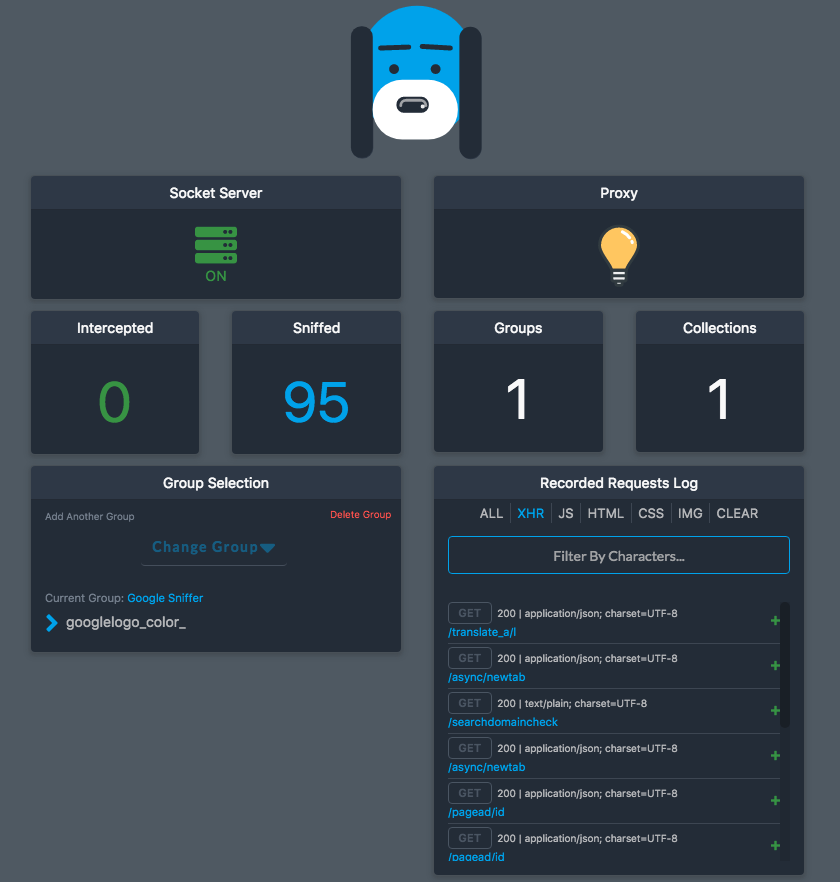 Socket Server
ON
Proxy
Intercepted
0
Sniffed
95
Groups
1
Collections
1
Group Selection
Add Another Group
Delete Group
Change Group
Current Group: Google Sniffer
googlelogo_color_
Recorded Requests Log
ALL XHR JS HTML CSS IMG CLEAR
Filter By Characters...
GET 200 | application/json; charset=UTF-8 +
/translate_a/l
GET 200 | application/json; charset=UTF-8 +
/async/newtab
GET 200 | text/plain; charset=UTF-8 +
/searchdomaincheck
GET 200 | application/json; charset=UTF-8 +
/async/newtab
GET 200 | application/json; charset=UTF-8 +
/pagead/id
GET 200 | application/json; charset=UTF-8 +
/pagead/id